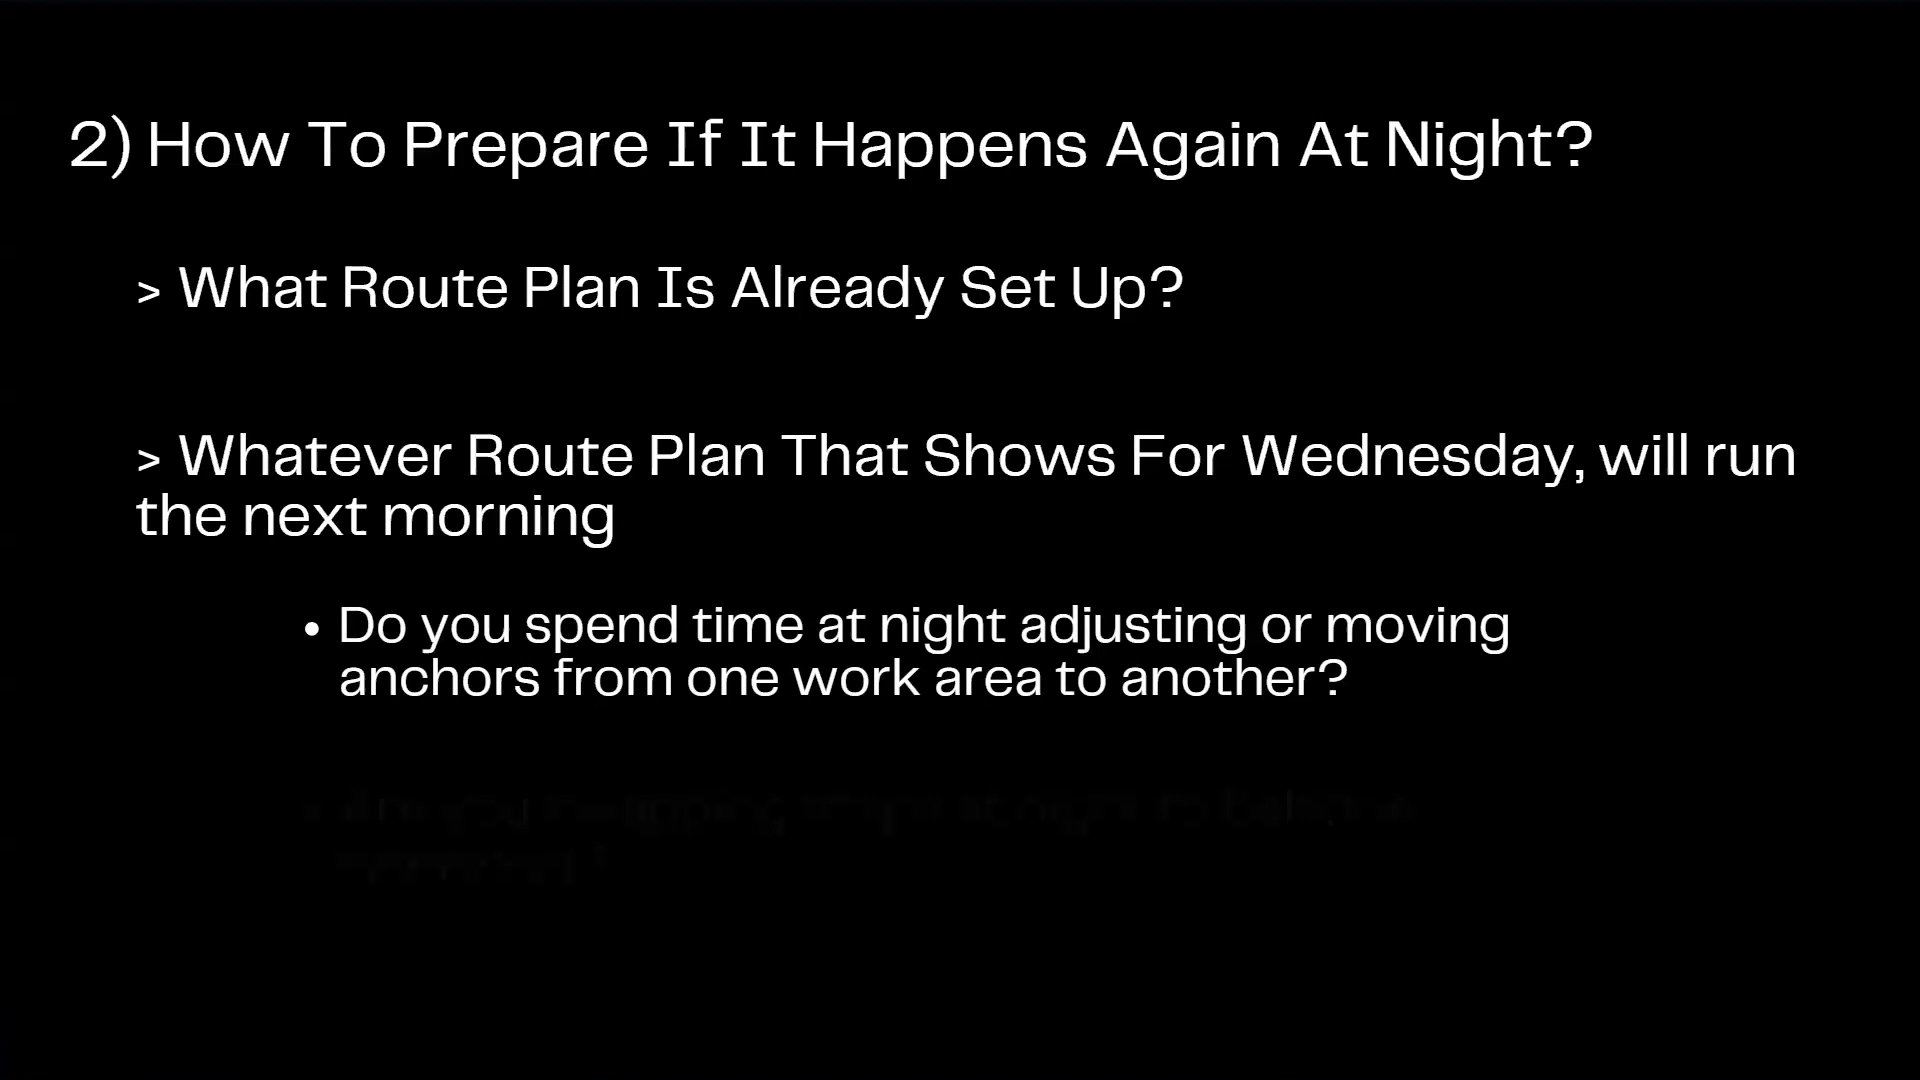 2) How To Prepare If It Happens Again At Night?
> What Route Plan Is Already Set Up?
> Whatever Route Plan That Shows For Wednesday, will run
the next morning
• Do you spend time at night adjusting or moving
anchors from one work area to another?